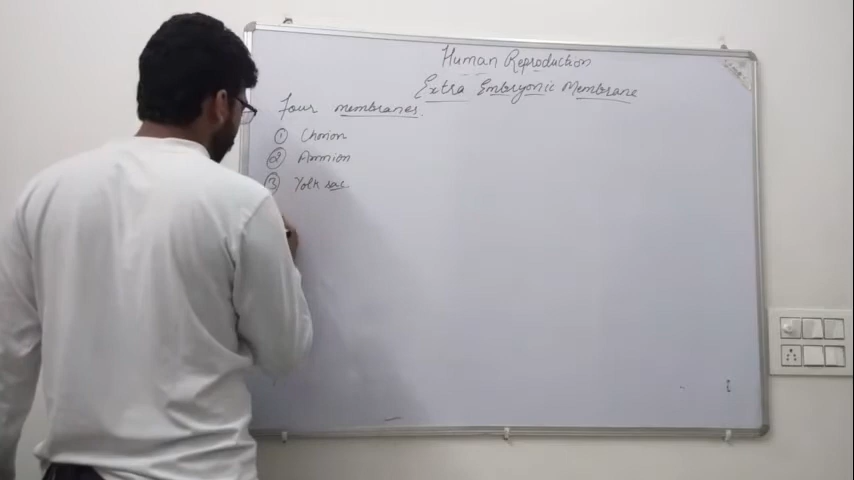 Human Reproduction
Extra Embryonic Membrane
Four membranes.
① Chorion
② Amnion
③ Yolk sac